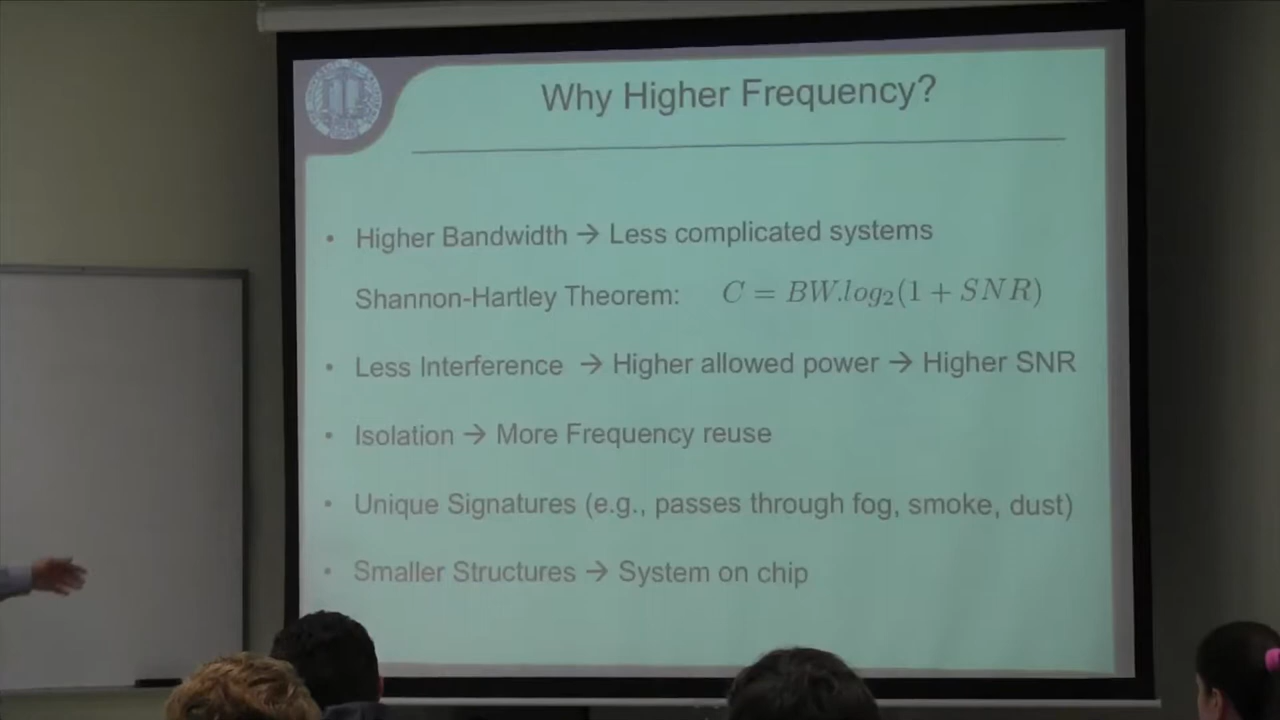 Why Higher Frequency?
• Higher Bandwidth → Less complicated systems
Shannon-Hartley Theorem: C = BW.log₂(1 + SNR)
• Less Interference → Higher allowed power → Higher SNR
• Isolation → More Frequency reuse
• Unique Signatures (e.g., passes through fog, smoke, dust)
• Smaller Structures → System on chip